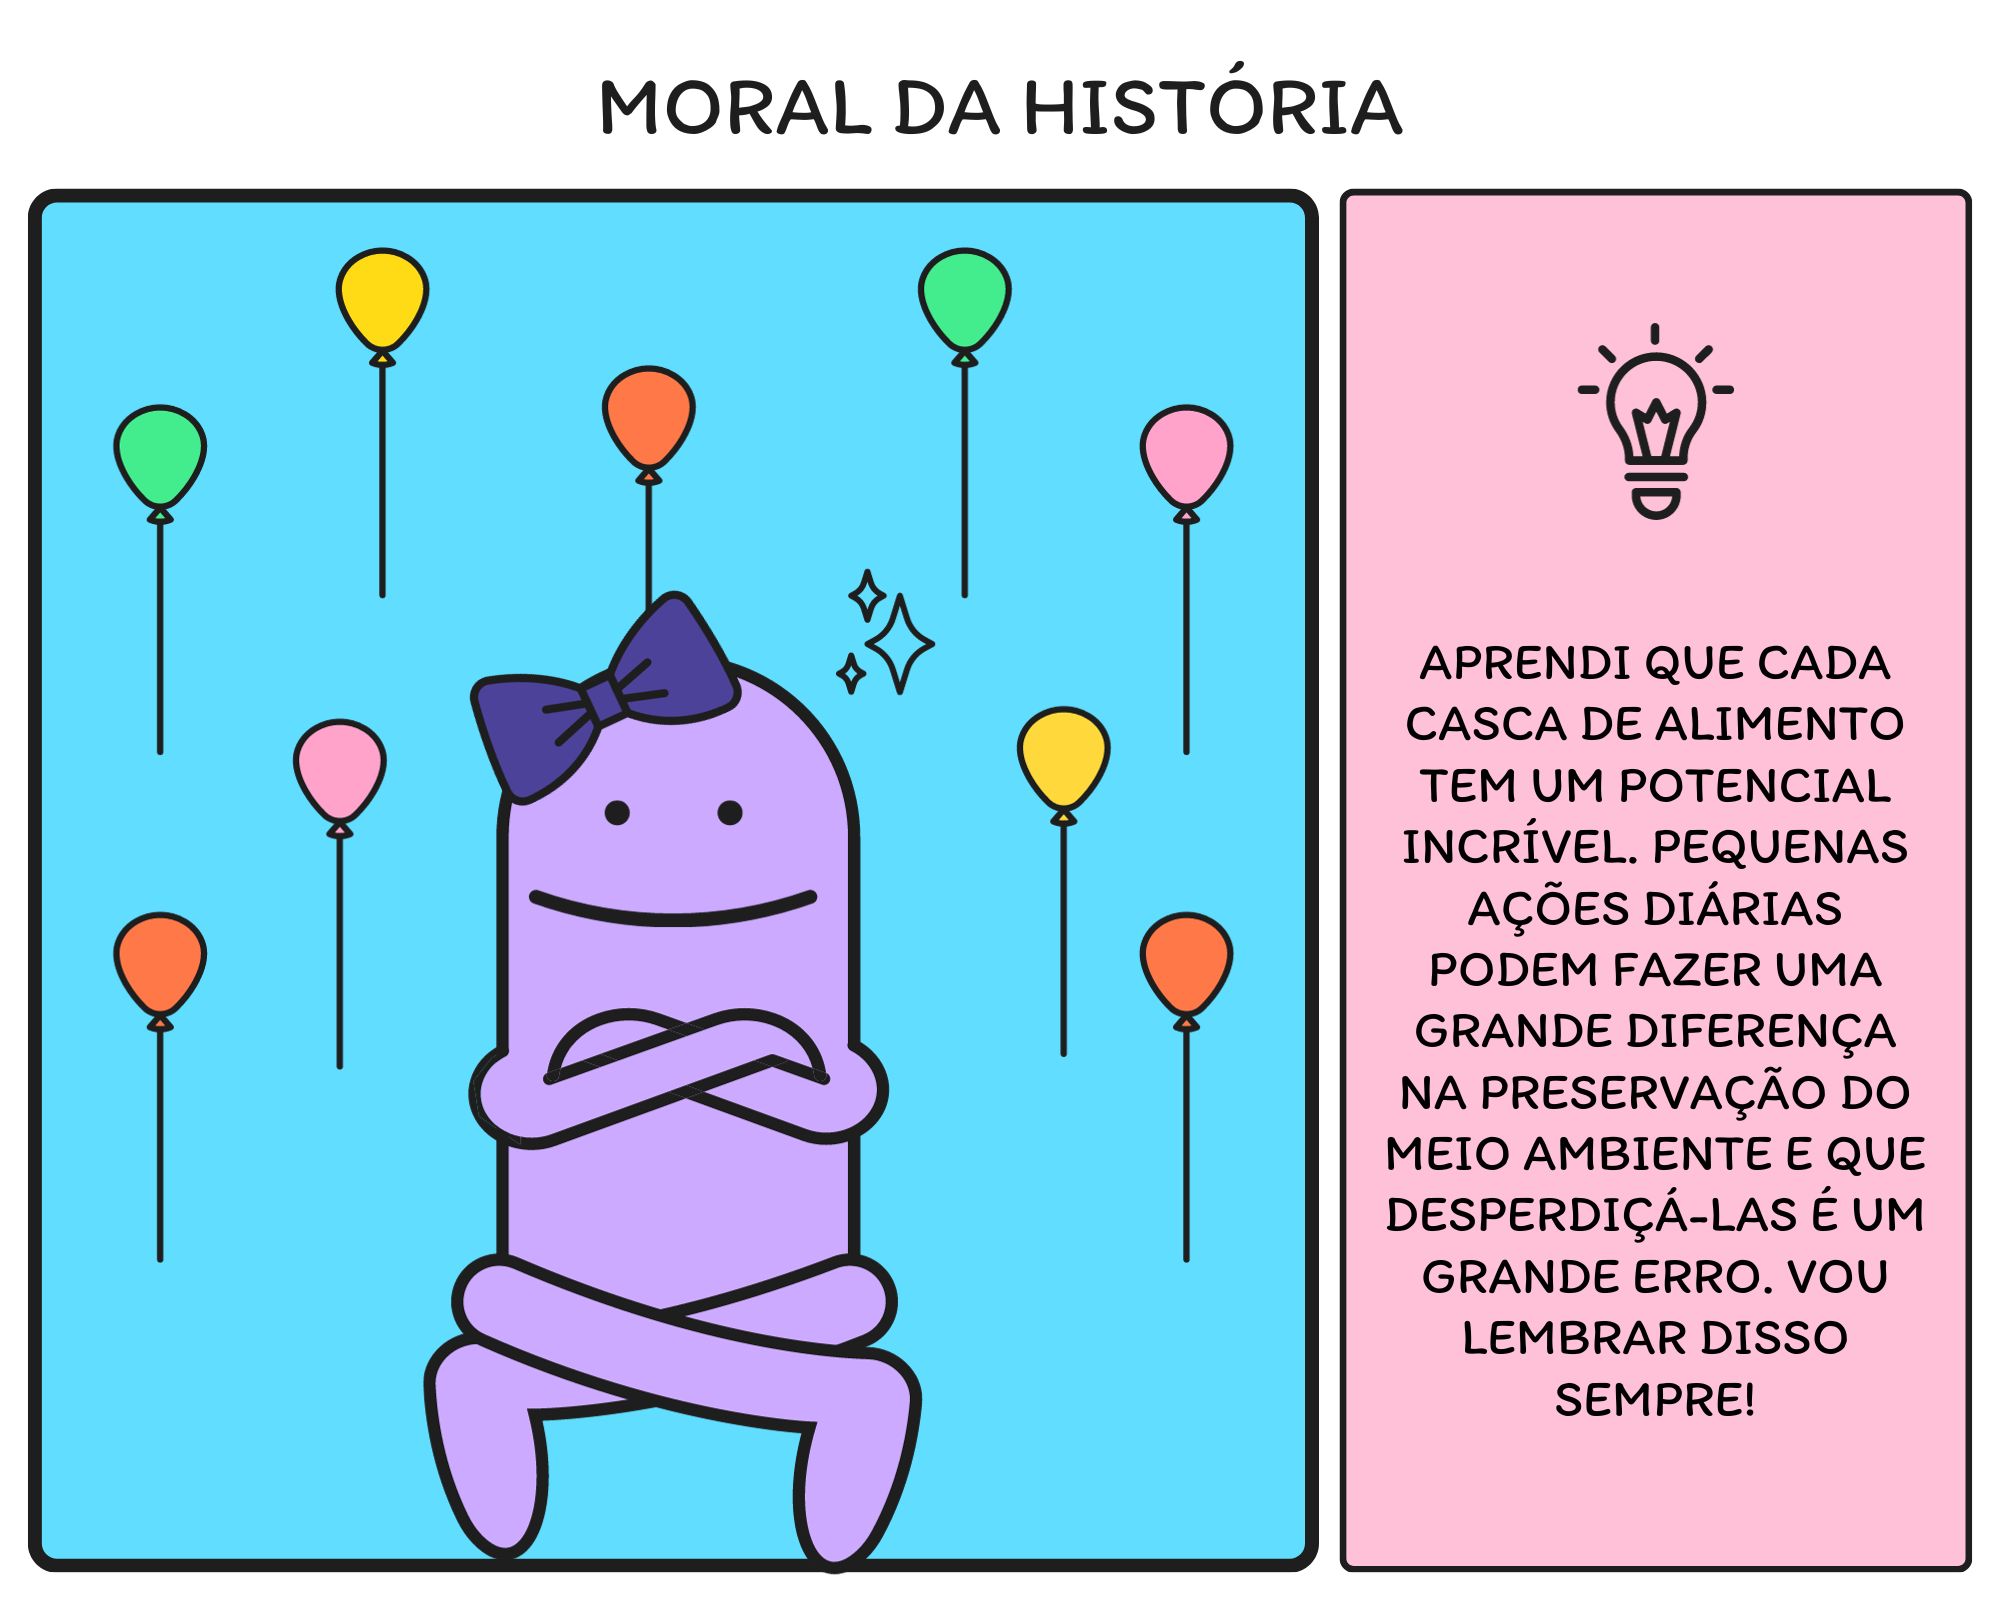 MORAL DA HISTÓRIA
APRENDI QUE CADA
CASCA DE ALIMENTO
TEM UM POTENCIAL
INCRÍVEL. PEQUENAS
AÇÕES DIÁRIAS
PODEM FAZER UMA
GRANDE DIFERENÇA
NA PRESERVAÇÃO DO
MEIO AMBIENTE E QUE
DESPERDIÇÁ-LAS É UM
GRANDE ERRO. VOU
LEMBRAR DISSO
SEMPRE!